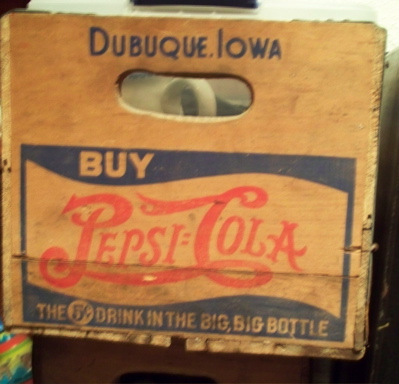 DUBUQUE. IOWA
BUY
PEPSI=COLA
THE 5¢ DRINK IN THE BIG, BIG BOTTLE